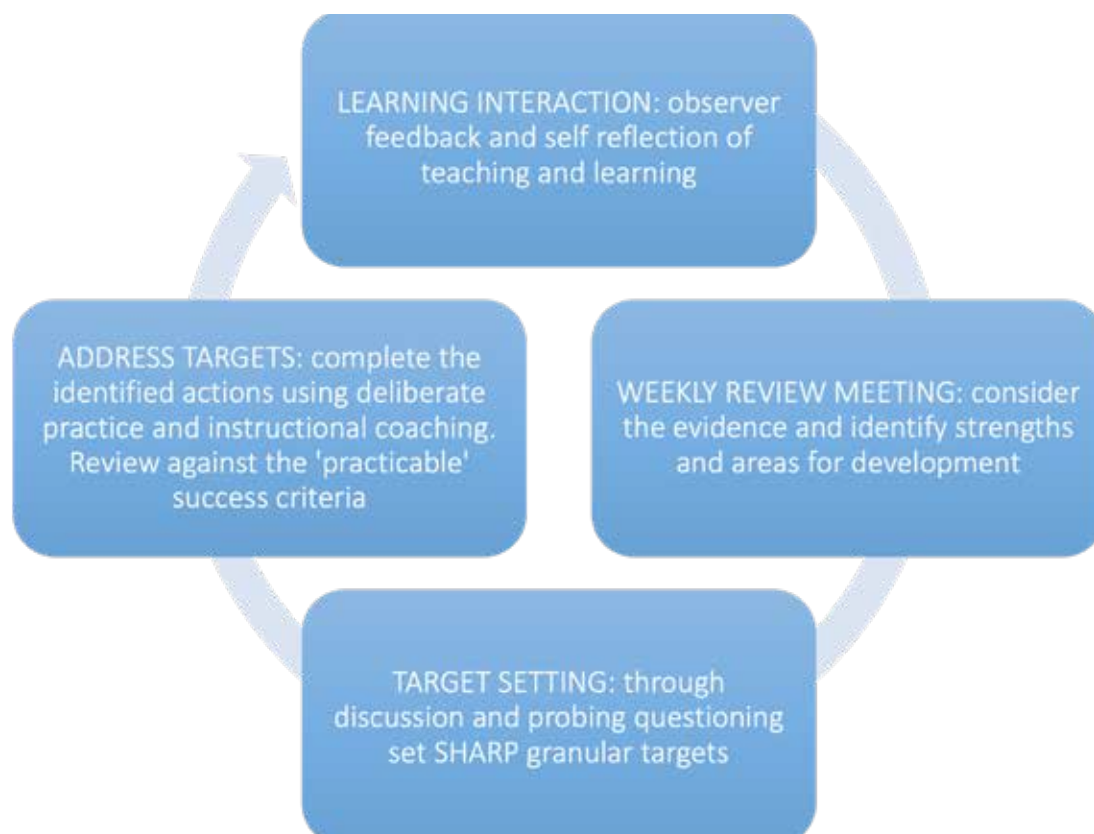 LEARNING INTERACTION: observer
feedback and self reflection of
teaching and learning
WEEKLY REVIEW MEETING: consider
the evidence and identify strengths
and areas for development
TARGET SETTING: through
discussion and probing questioning
set SHARP granular targets
ADDRESS TARGETS: complete the
identified actions using deliberate
practice and instructional coaching.
Review against the 'practicable'
success criteria